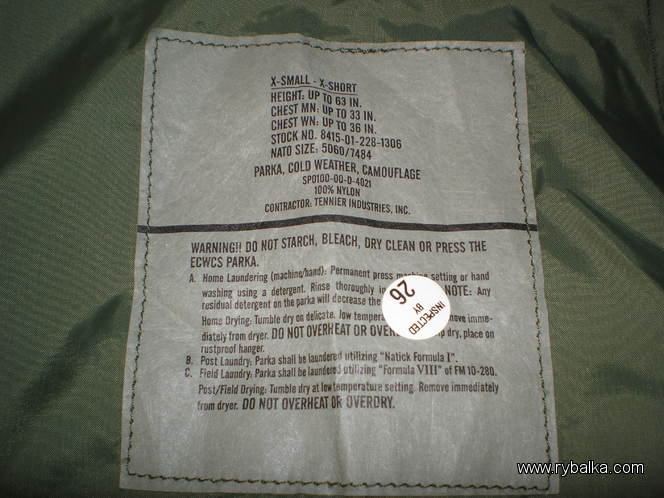 X-SMALL - X-SHORT
HEIGHT: UP TO 63 IN.
CHEST MN: UP TO 33 IN.
CHEST WN: UP TO 36 IN.
STOCK NO. 8415-01-228-1306
NATO SIZE: 5060/7484
PARKA, COLD WEATHER, CAMOUFLAGE
SPO100-00-D-4021
100% NYLON
CONTRACTOR: TENNIER INDUSTRIES, INC.
WARNING!! DO NOT STARCH, BLEACH, DRY CLEAN OR PRESS THE
ECWCS PARKA.
A. Home Laundering (machine/hand): Permanent press setting or hand
washing using a detergent. Rinse thoroughly in NOTE: Any
residual detergent on the parka will decrease the
Home Drying: Tumble dry on delicate, low imme-
diately from dryer. DO NOT OVERHEAT OR dry, place on
rustproof hanger.
B. Post Laundry: Parka shall be laundered utilizing "Natick Formula I".
C. Field Laundry: Parka shall be laundered utilizing "Formula VIII" of FM 10-280.
Post/Field Drying: Tumble dry at low temperature setting. Remove immediately
from dryer. DO NOT OVERHEAT OR OVERDRY.
INSPECTED
BY
26
www.rybalka.com